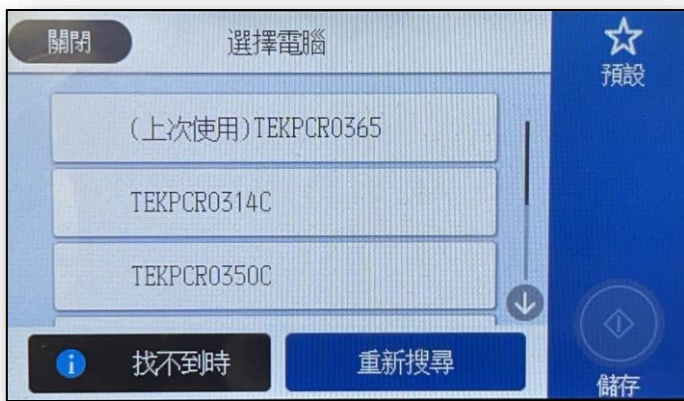 關閉
選擇電腦
預設
(上次使用)TEKPCR0365
TEKPCR0314C
TEKPCR0350C
找不到時
重新搜尋
儲存